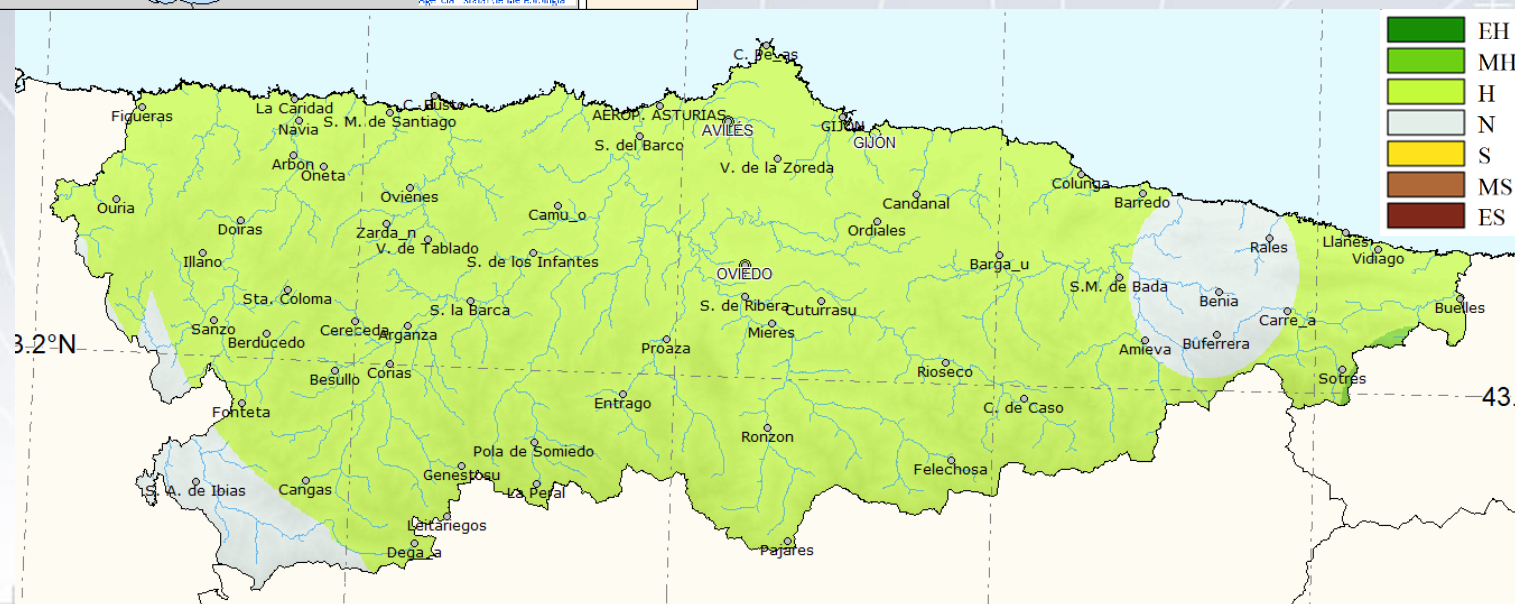 C. Pe_as
EH
MH
H
N
S
MS
ES
Figueras
La Caridad
C. Busto
Navia
S. M. de Santiago
AEROP. ASTURIAS
AVILÉS
GIJON
GIJÓN
S. del Barco
V. de la Zoreda
Arbon
Oneta
Colunga
Ouria
Ovienes
Candanal
Barredo
Camu_o
Doiras
Zarda_n
V. de Tablado
Ordiales
Rales
Llanes
Vidiago
Illano
S. de los Infantes
OVIEDO
Barga_u
S.M. de Bada
Sta. Coloma
S. la Barca
S. de Ribera
Cuturrasu
Benia
Buelles
Sanzo
Berducedo
Cereceda
Arganza
Mieres
Carre_a
3.2°N
Proaza
Amieva
Buferrera
Besullo
Corias
Rioseco
Sotres
43.
Fonteta
Entrago
C. de Caso
Ronzon
Pola de Somiedo
Genestosu
Felechosa
S. A. de Ibias
Cangas
La Peral
Leitariegos
Dega_a
Pajares